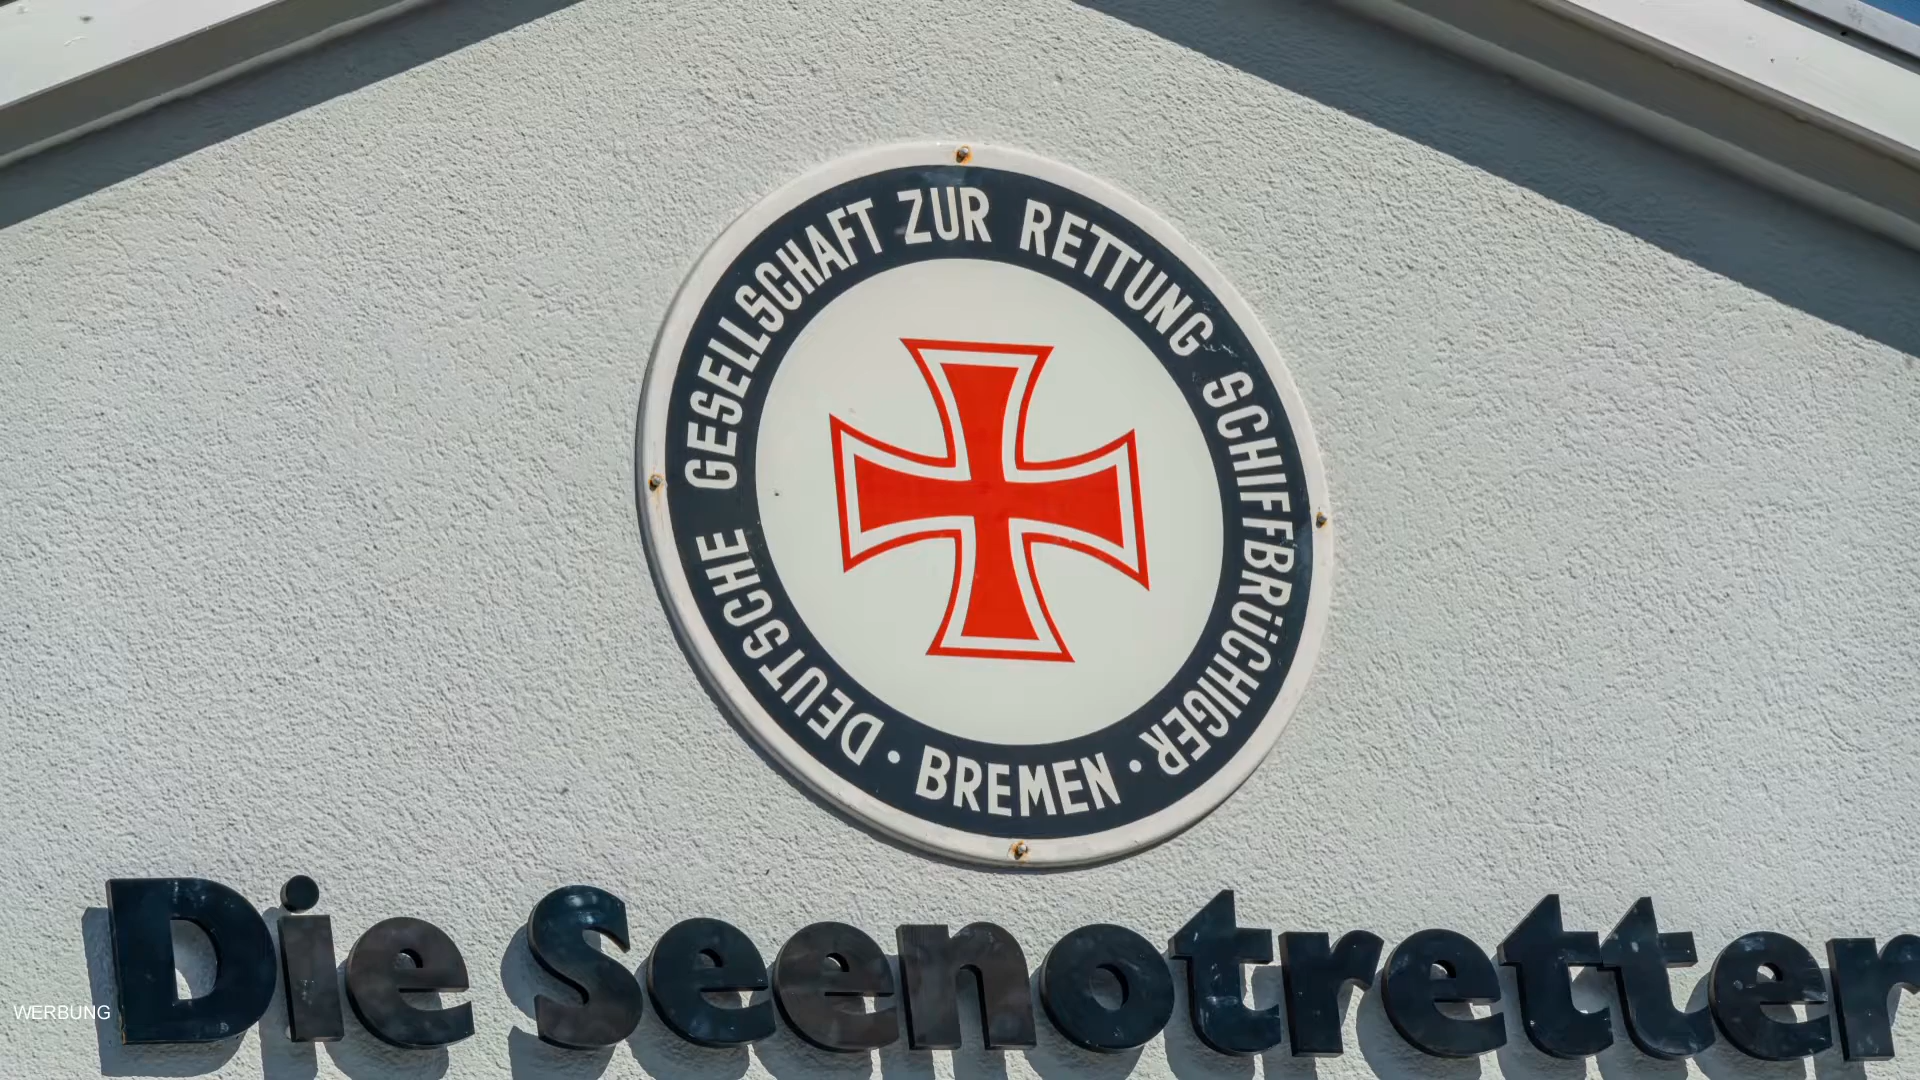 DEUTSCHE GESELLSCHAFT ZUR RETTUNG SCHIFFBRÜCHIGER
· BREMEN ·
Die Seenotretter
WERBUNG